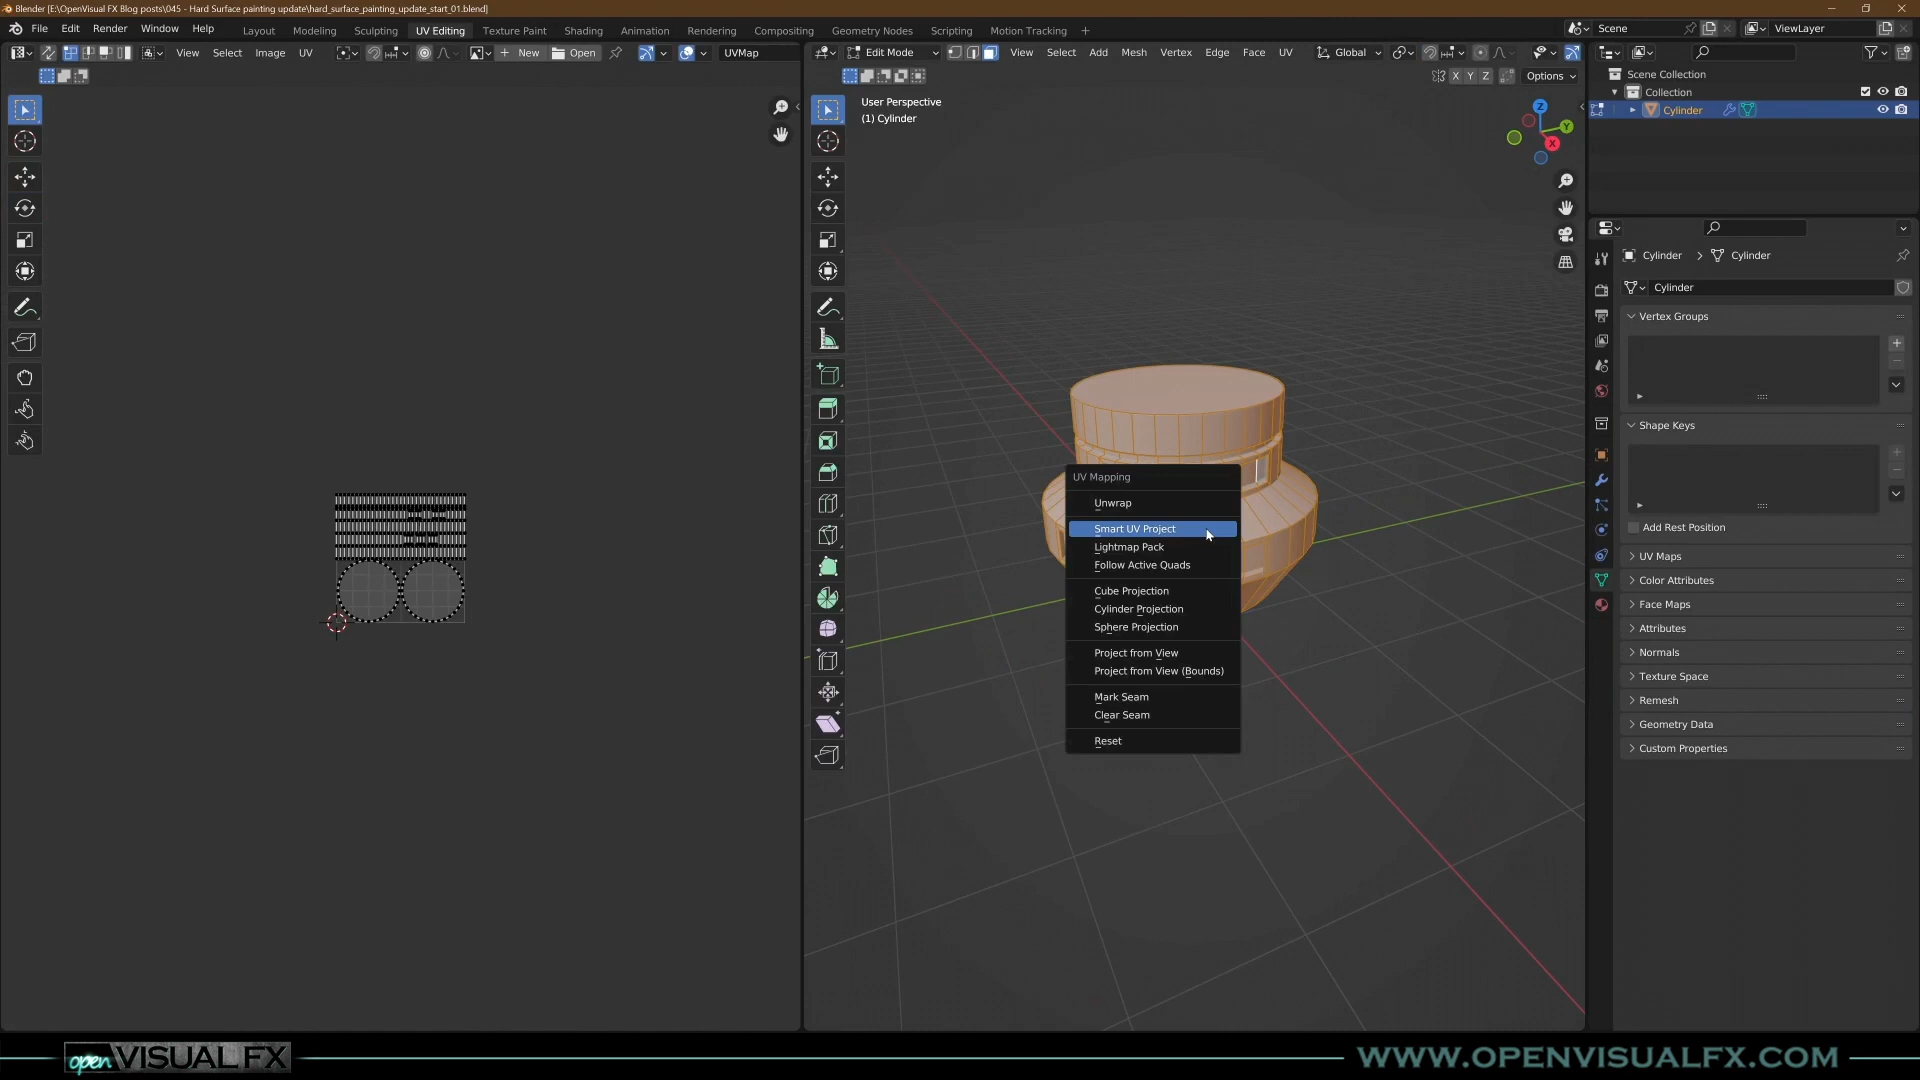 Blender [E:\OpenVisual FX Blog posts\045 - Hard Surface painting update\hard_surface_painting_update_start_01.blend]
File Edit Render Window Help Layout Modeling Sculpting UV Editing Texture Paint Shading Animation Rendering Compositing Geometry Nodes Scripting Motion Tracking + Scene ViewLayer
View Select Image UV New Open UVMap Edit Mode View Select Add Mesh Vertex Edge Face UV Global
X Y Z Options
User Perspective
(1) Cylinder
Z
Y
X
UV Mapping
Unwrap
Smart UV Project
Lightmap Pack
Follow Active Quads
Cube Projection
Cylinder Projection
Sphere Projection
Project from View
Project from View (Bounds)
Mark Seam
Clear Seam
Reset
Scene Collection
Collection
Cylinder
Cylinder > Cylinder
Cylinder
Vertex Groups
Shape Keys
Add Rest Position
UV Maps
Color Attributes
Face Maps
Attributes
Normals
Texture Space
Remesh
Geometry Data
Custom Properties
open VISUAL FX
WWW.OPENVISUALFX.COM